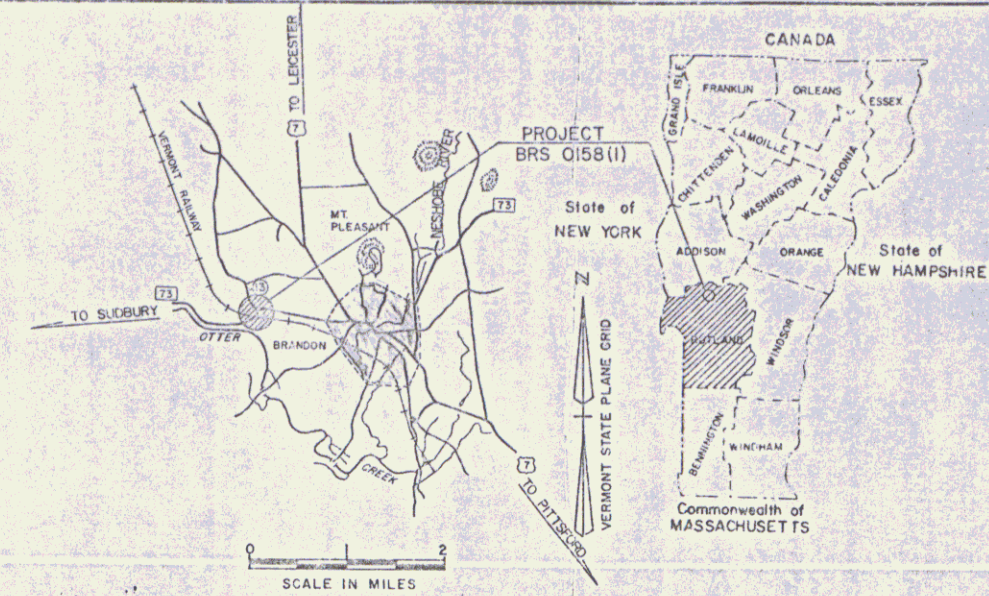 CANADA
GRAND ISLE
FRANKLIN
ORLEANS
ESSEX
LAMOILLE
CHITTENDEN
WASHINGTON
CALEDONIA
ADDISON
ORANGE
State of
NEW YORK
State of
NEW HAMPSHIRE
RUTLAND
WINDSOR
BENNINGTON
WINDHAM
Commonwealth of
MASSACHUSETTS
PROJECT
BRS 0158(1)
7 TO LEICESTER
VERMONT RAILWAY
NESHOBE RIVER
73
MT.
PLEASANT
73
TO SUDBURY
OTTER
BRANDON
CREEK
7
TO PITTSFORD
N
VERMONT STATE PLANE GRID
0 2
SCALE IN MILES